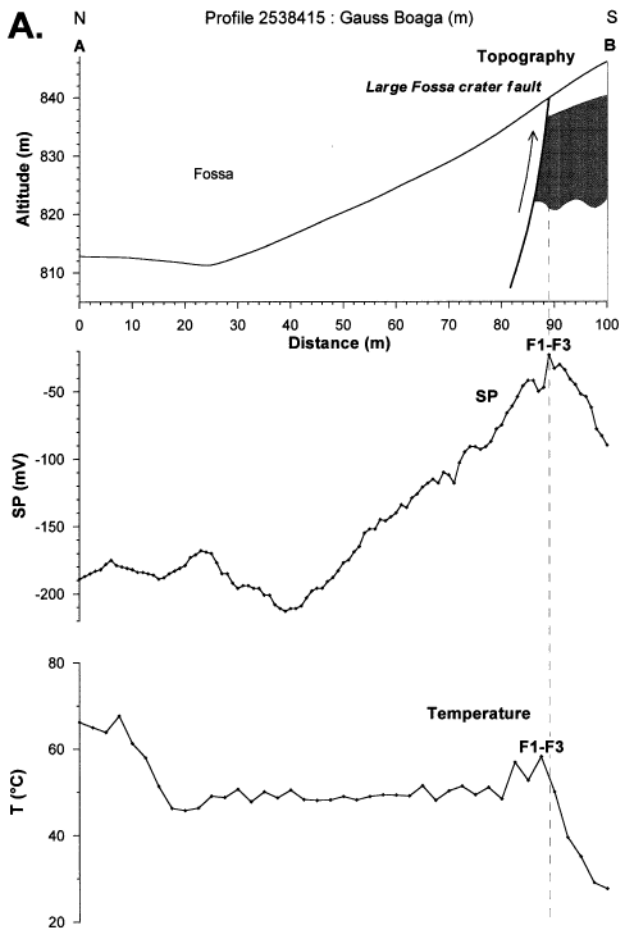 A.
N
Profile 2538415 : Gauss Boaga (m)
S
A
B
Topography
Large Fossa crater fault
Fossa
Altitude (m)
840
830
820
810
0 10 20 30 40 50 60 70 80 90 100
Distance (m)
F1-F3
SP
SP (mV)
-50
-100
-150
-200
Temperature
F1-F3
T (°C)
80
60
40
20